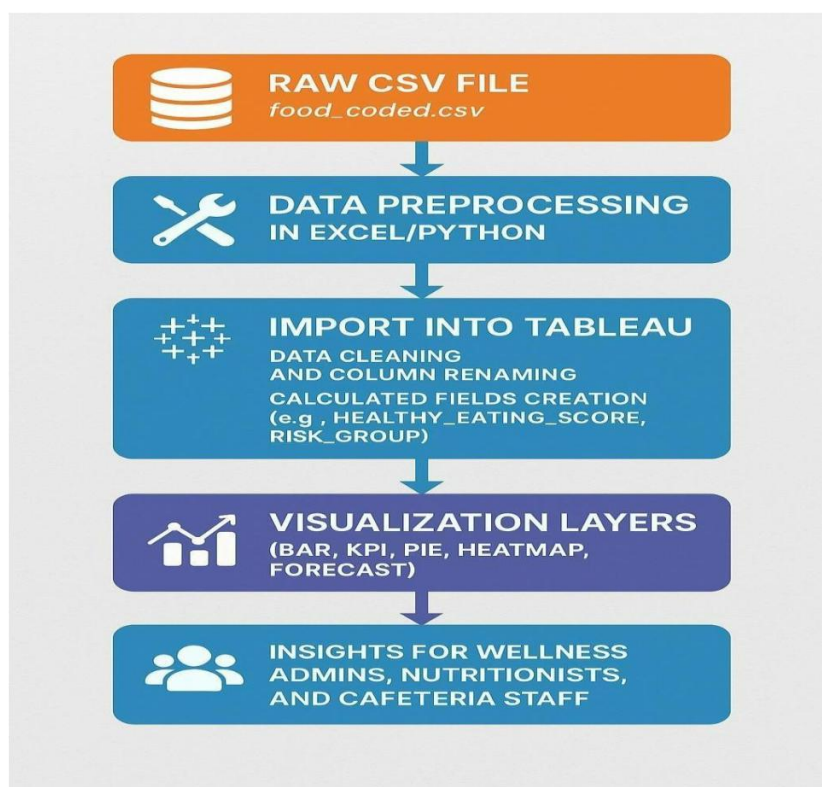 RAW CSV FILE
food_coded.csv
DATA PREPROCESSING
IN EXCEL/PYTHON
IMPORT INTO TABLEAU
DATA CLEANING
AND COLUMN RENAMING
CALCULATED FIELDS CREATION
(e.g , HEALTHY_EATING_SCORE,
RISK_GROUP)
VISUALIZATION LAYERS
(BAR, KPI, PIE, HEATMAP,
FORECAST)
INSIGHTS FOR WELLNESS
ADMINS, NUTRITIONISTS,
AND CAFETERIA STAFF